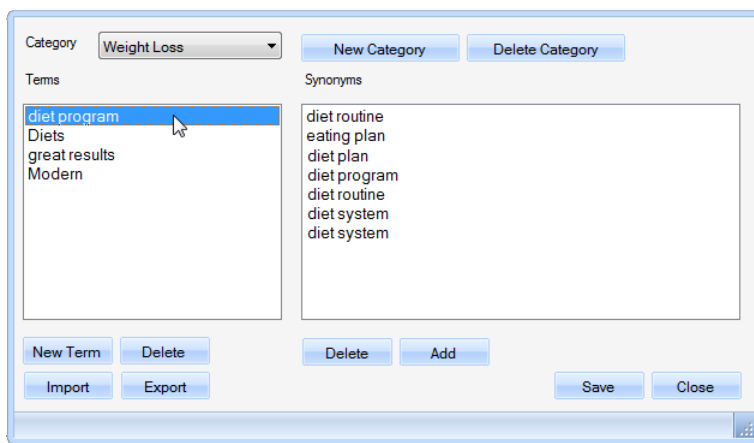 Category Weight Loss New Category Delete Category
Terms Synonyms
diet program
Diets
great results
Modern
diet routine
eating plan
diet plan
diet program
diet routine
diet system
diet system
New Term Delete Delete Add
Import Export Save Close